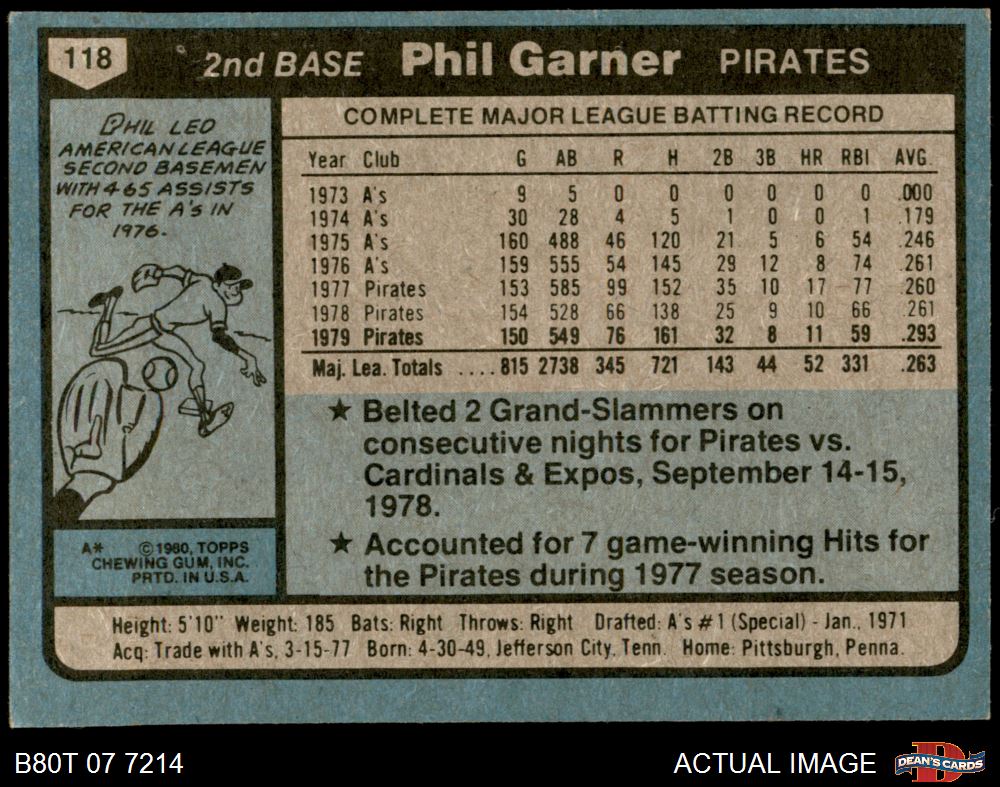 118 2nd BASE Phil Garner PIRATES
PHIL LED
AMERICAN LEAGUE
SECOND BASEMEN
WITH 465 ASSISTS
FOR THE A's IN
1976.
COMPLETE MAJOR LEAGUE BATTING RECORD
Year Club G AB R H 2B 3B HR RBI AVG.
1973 A's 9 5 0 0 0 0 0 0 .000
1974 A's 30 28 4 5 1 0 0 1 .179
1975 A's 160 488 46 120 21 5 6 54 .246
1976 A's 159 555 54 145 29 12 8 74 .261
1977 Pirates 153 585 99 152 35 10 17 77 .260
1978 Pirates 154 528 66 138 25 9 10 66 .261
1979 Pirates 150 549 76 161 32 8 11 59 .293
Maj. Lea. Totals ....815 2738 345 721 143 44 52 331 .263
★ Belted 2 Grand-Slammers on
consecutive nights for Pirates vs.
Cardinals & Expos, September 14-15,
1978.
★ Accounted for 7 game-winning Hits for
the Pirates during 1977 season.
A* ©1980, TOPPS
CHEWING GUM, INC.
PRTD. IN U.S.A.
Height: 5'10" Weight: 185 Bats: Right Throws: Right Drafted: A's #1 (Special) - Jan., 1971
Acq: Trade with A's, 3-15-77 Born: 4-30-49, Jefferson City, Tenn. Home: Pittsburgh, Penna.
B80T 07 7214 ACTUAL IMAGE
D
DEAN'S CARDS